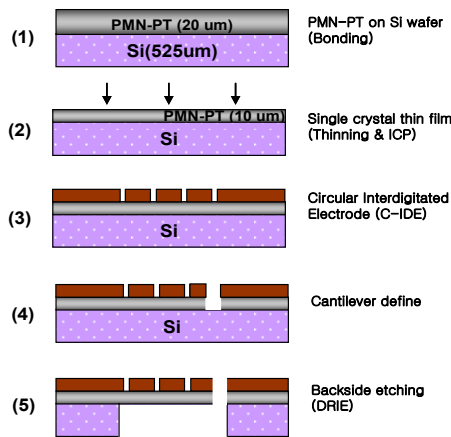 (1)
PMN-PT (20 um)
Si(525um)
PMN-PT on Si wafer
(Bonding)
(2)
PMN-PT (10 um)
Si
Single crystal thin film
(Thinning & ICP)
(3)
Si
Circular Interdigitated
Electrode (C-IDE)
(4)
Si
Cantilever define
(5)
Backside etching
(DRIE)